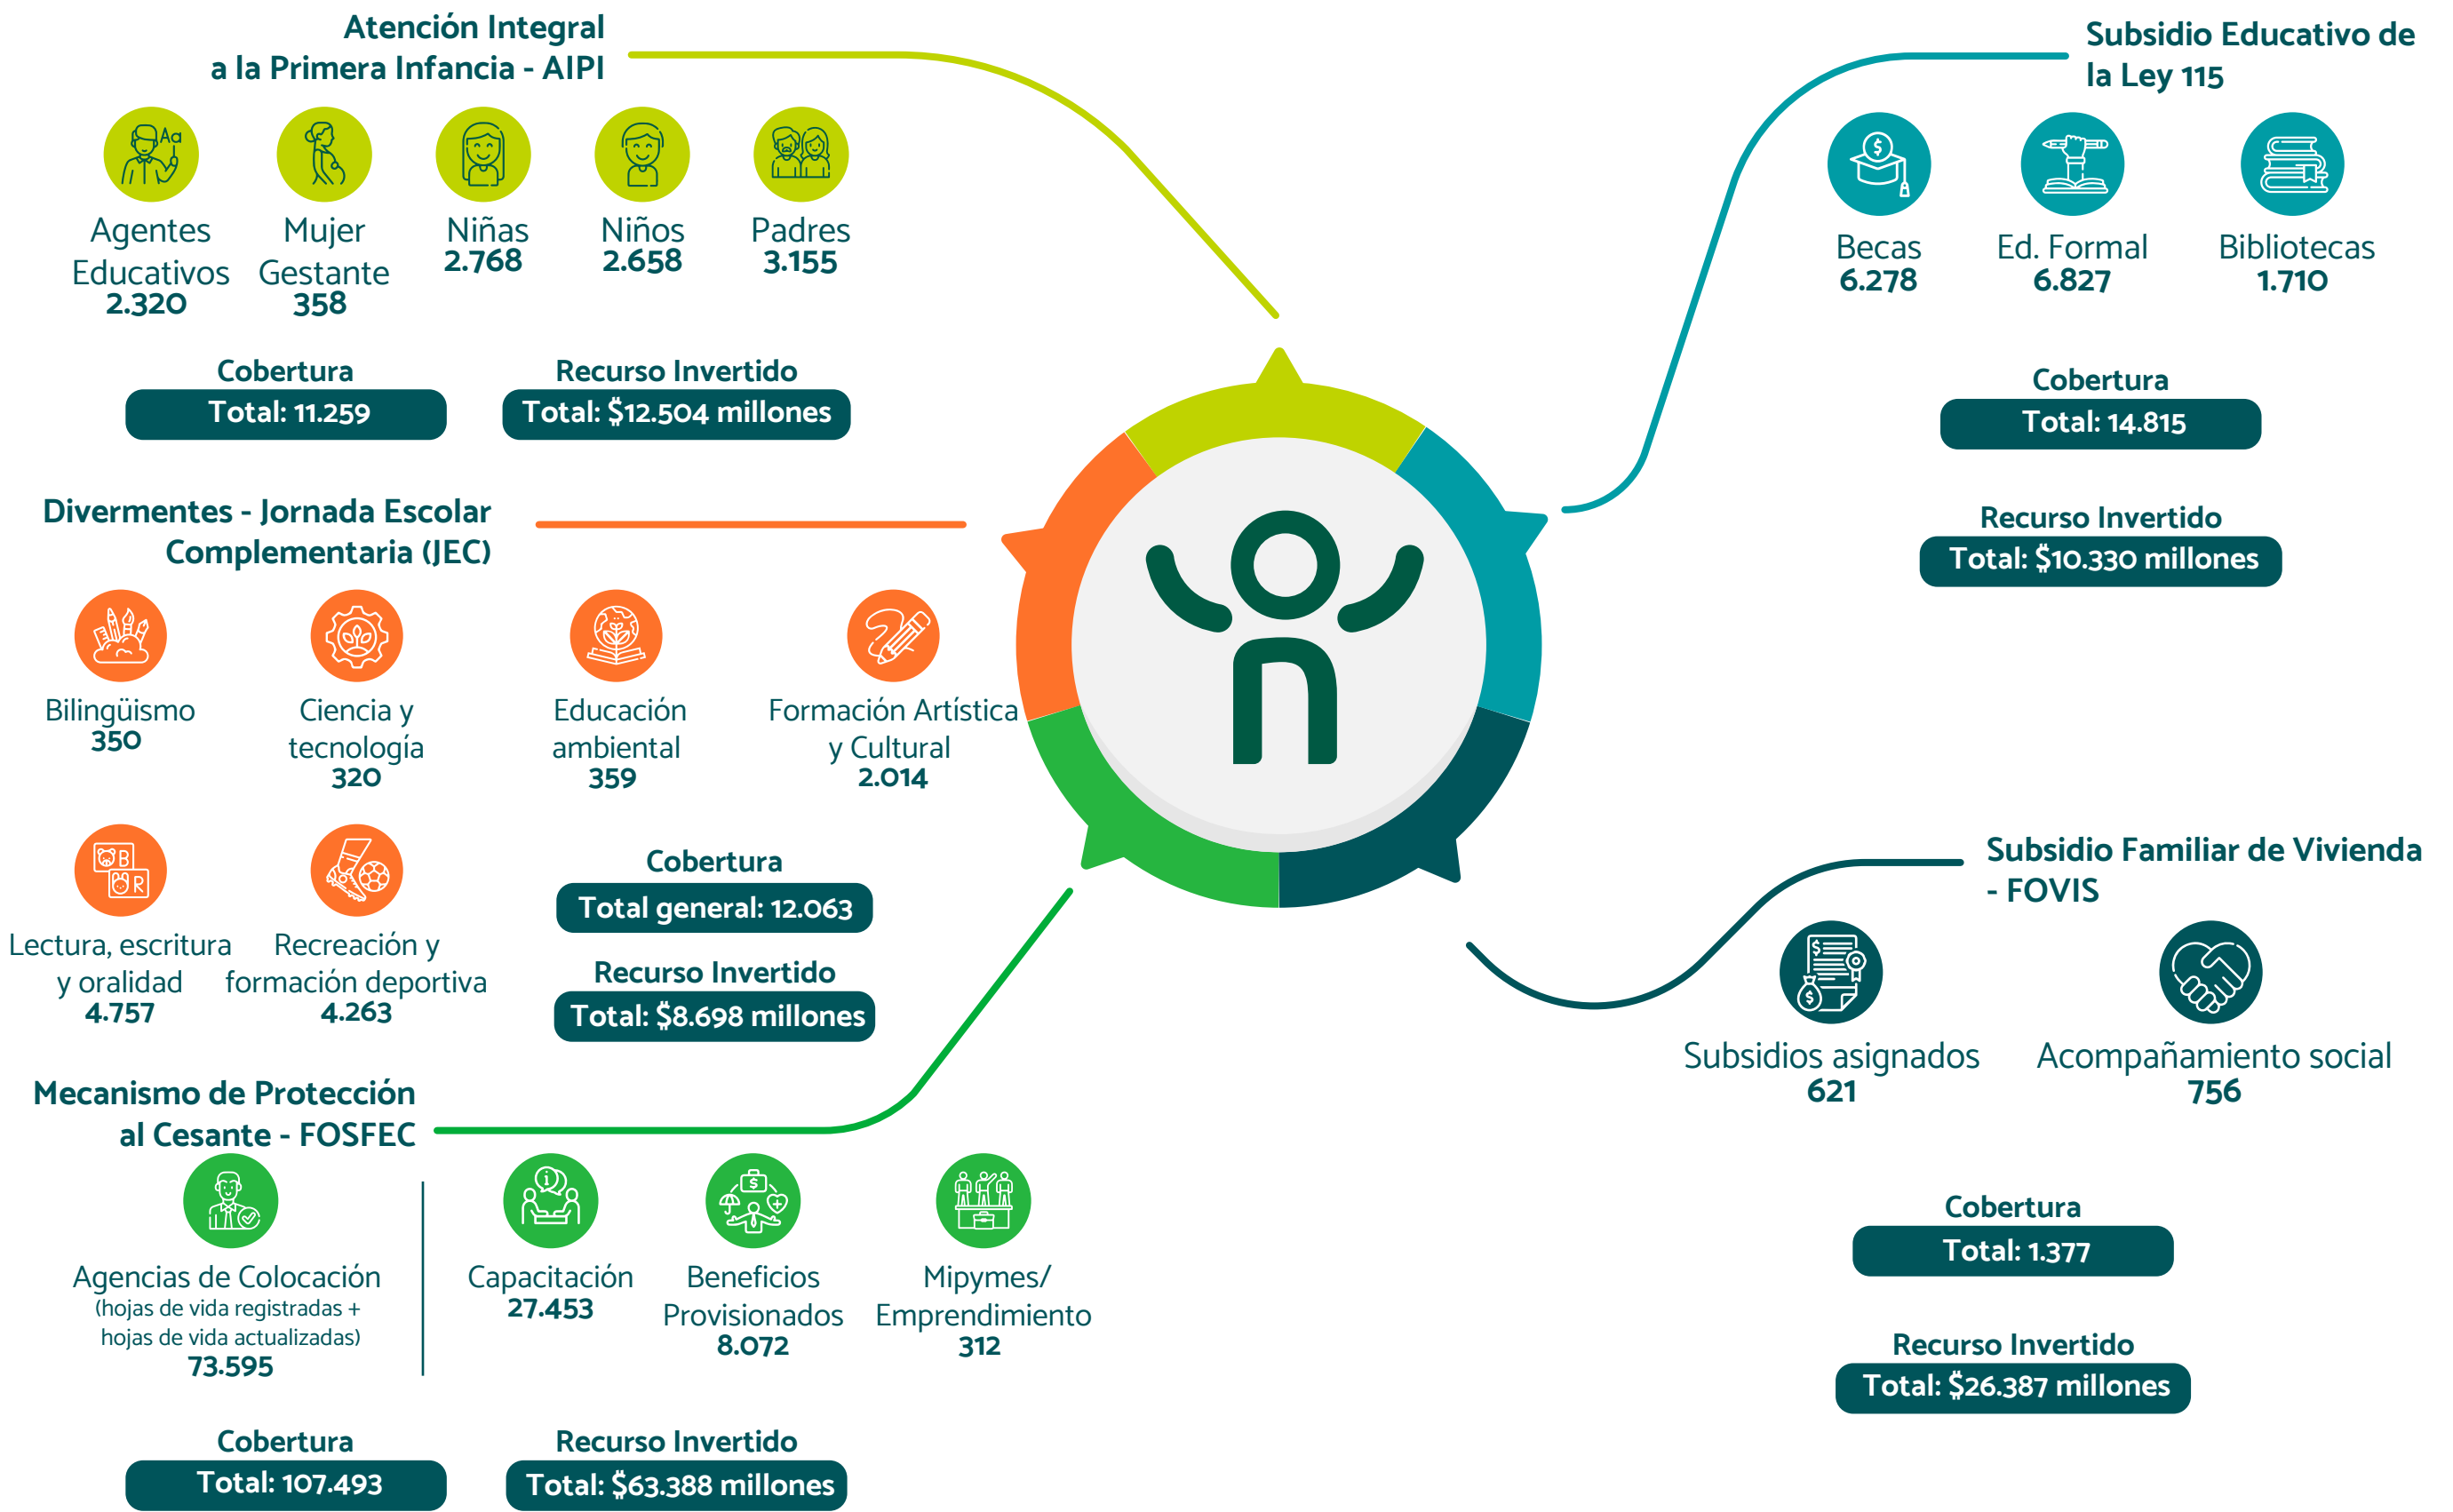 Atención Integral
a la Primera Infancia - AIPI
Aa
Agentes
Educativos
2.320
Mujer
Gestante
358
Niñas
2.768
Niños
2.658
Padres
3.155
Cobertura
Total: 11.259
Recurso Invertido
Total: $12.504 millones
Subsidio Educativo de
la Ley 115
$
Becas
6.278
Ed. Formal
6.827
Bibliotecas
1.710
Cobertura
Total: 14.815
Recurso Invertido
Total: $10.330 millones
Divermentes - Jornada Escolar
Complementaria (JEC)
Bilingüismo
350
Ciencia y
tecnología
320
Educación
ambiental
359
Formación Artística
y Cultural
2.014
B
R
Lectura, escritura
y oralidad
4.757
Recreación y
formación deportiva
4.263
Cobertura
Total general: 12.063
Recurso Invertido
Total: $8.698 millones
Subsidio Familiar de Vivienda
- FOVIS
$
$
Subsidios asignados
621
Acompañamiento social
756
Cobertura
Total: 1.377
Recurso Invertido
Total: $26.387 millones
Mecanismo de Protección
al Cesante - FOSFEC
Agencias de Colocación
(hojas de vida registradas +
hojas de vida actualizadas)
73.595
i
Capacitación
27.453
$
Beneficios
Provisionados
8.072
Mipymes/
Emprendimiento
312
Cobertura
Total: 107.493
Recurso Invertido
Total: $63.388 millones